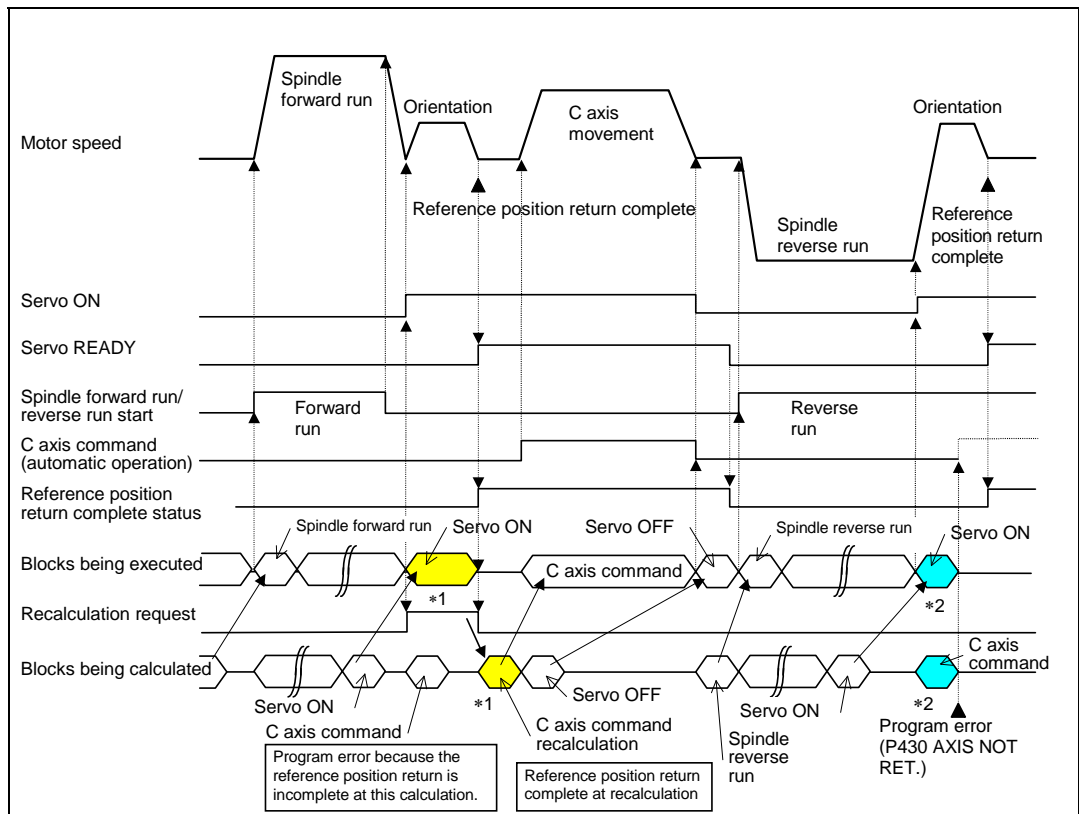 Motor speed
Spindle
forward run
Orientation
C axis
movement
Orientation
Reference position return complete
Spindle
reverse run
Reference
position return
complete
Servo ON
Servo READY
Spindle forward run/
reverse run start
Forward
run
Reverse
run
C axis command
(automatic operation)
Reference position
return complete status
Spindle forward run
Servo ON
Servo OFF
Spindle reverse run
Servo ON
Blocks being executed
C axis command
*1
*2
Recalculation request
Blocks being calculated
Servo ON
C axis command
*1
C axis command
recalculation
Servo OFF
Spindle
reverse
run
Servo ON
*2
C axis
command
Program error
(P430 AXIS NOT
RET.)
Program error because the
reference position return is
incomplete at this calculation.
Reference position return
complete at recalculation